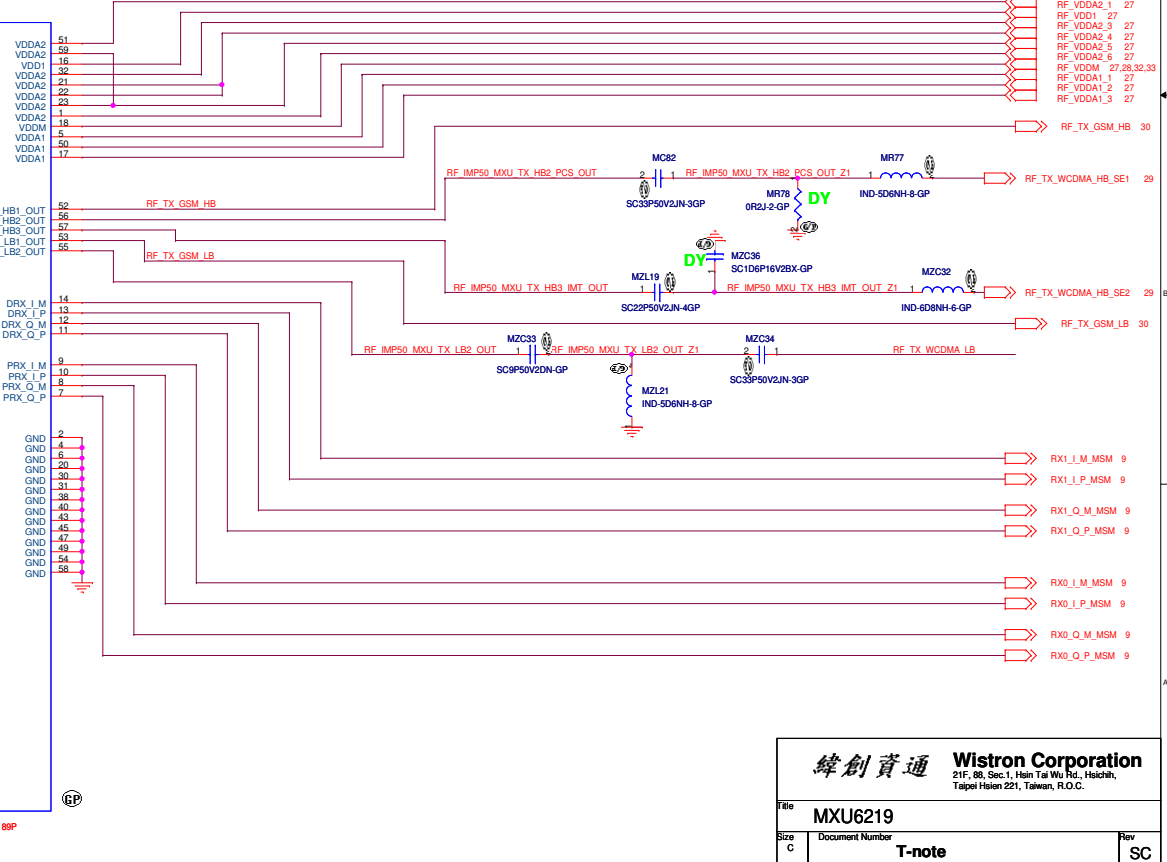 RF_VDDA2_1 27
RF_VDD1 27
RF_VDDA2_3 27
RF_VDDA2_4 27
RF_VDDA2_5 27
RF_VDDA2_6 27
RF_VDDM 27,28,32,33
RF_VDDA1_1 27
RF_VDDA1_2 27
RF_VDDA1_3 27
VDDA2 51
VDDA2 59
VDD1 16
VDDA2 32
VDDA2 21
VDDA2 22
VDDA2 23
VDDA2 1
VDDM 18
VDDA1 5
VDDA1 50
VDDA1 17
RF_TX_GSM_HB 30
MC82
RF_IMP50_MXU_TX_HB2_PCS_OUT 2 1 RF_IMP50_MXU_TX_HB2_PCS_OUT_Z1
SC33P50V2JN-3GP
MR77
1
IND-5D6NH-8-GP
RF_TX_WCDMA_HB_SE1 29
MR78
0R2J-2-GP
DY
HB1_OUT 52 RF_TX_GSM_HB
HB2_OUT 56
HB3_OUT 57
LB1_OUT 53
LB2_OUT 55
RF_TX_GSM_LB
DY
MZC36
SC1D6P16V2BX-GP
1
MZL19
RF_IMP50_MXU_TX_HB3_IMT_OUT 1 RF_IMP50_MXU_TX_HB3_IMT_OUT_Z1
SC22P50V2JN-4GP
MZC32
1
IND-6D8NH-6-GP
RF_TX_WCDMA_HB_SE2 29
B
RF_TX_GSM_LB 30
DRX_I_M 14
DRX_I_P 13
DRX_Q_M 12
DRX_Q_P 11
MZC33
RF_IMP50_MXU_TX_LB2_OUT 1 RF_IMP50_MXU_TX_LB2_OUT_Z1
SC9P50V2DN-GP
MZC34
2 1 RF_TX_WCDMA_LB
SC33P50V2JN-3GP
MZL21
IND-5D6NH-8-GP
PRX_I_M 9
PRX_I_P 10
PRX_Q_M 8
PRX_Q_P 7
GND 2
GND 4
GND 6
GND 20
GND 30
GND 31
GND 38
GND 40
GND 43
GND 45
GND 47
GND 49
GND 54
GND 58
RX1_I_M_MSM 9
RX1_I_P_MSM 9
RX1_Q_M_MSM 9
RX1_Q_P_MSM 9
RX0_I_M_MSM 9
RX0_I_P_MSM 9
RX0_Q_M_MSM 9
RX0_Q_P_MSM 9
A
GP
89P
緯創資通 Wistron Corporation
21F, 88, Sec.1, Hsin Tai Wu Rd., Hsichih,
Taipei Hsien 221, Taiwan, R.O.C.
Title
MXU6219
Size
C
Document Number
T-note
Rev
SC